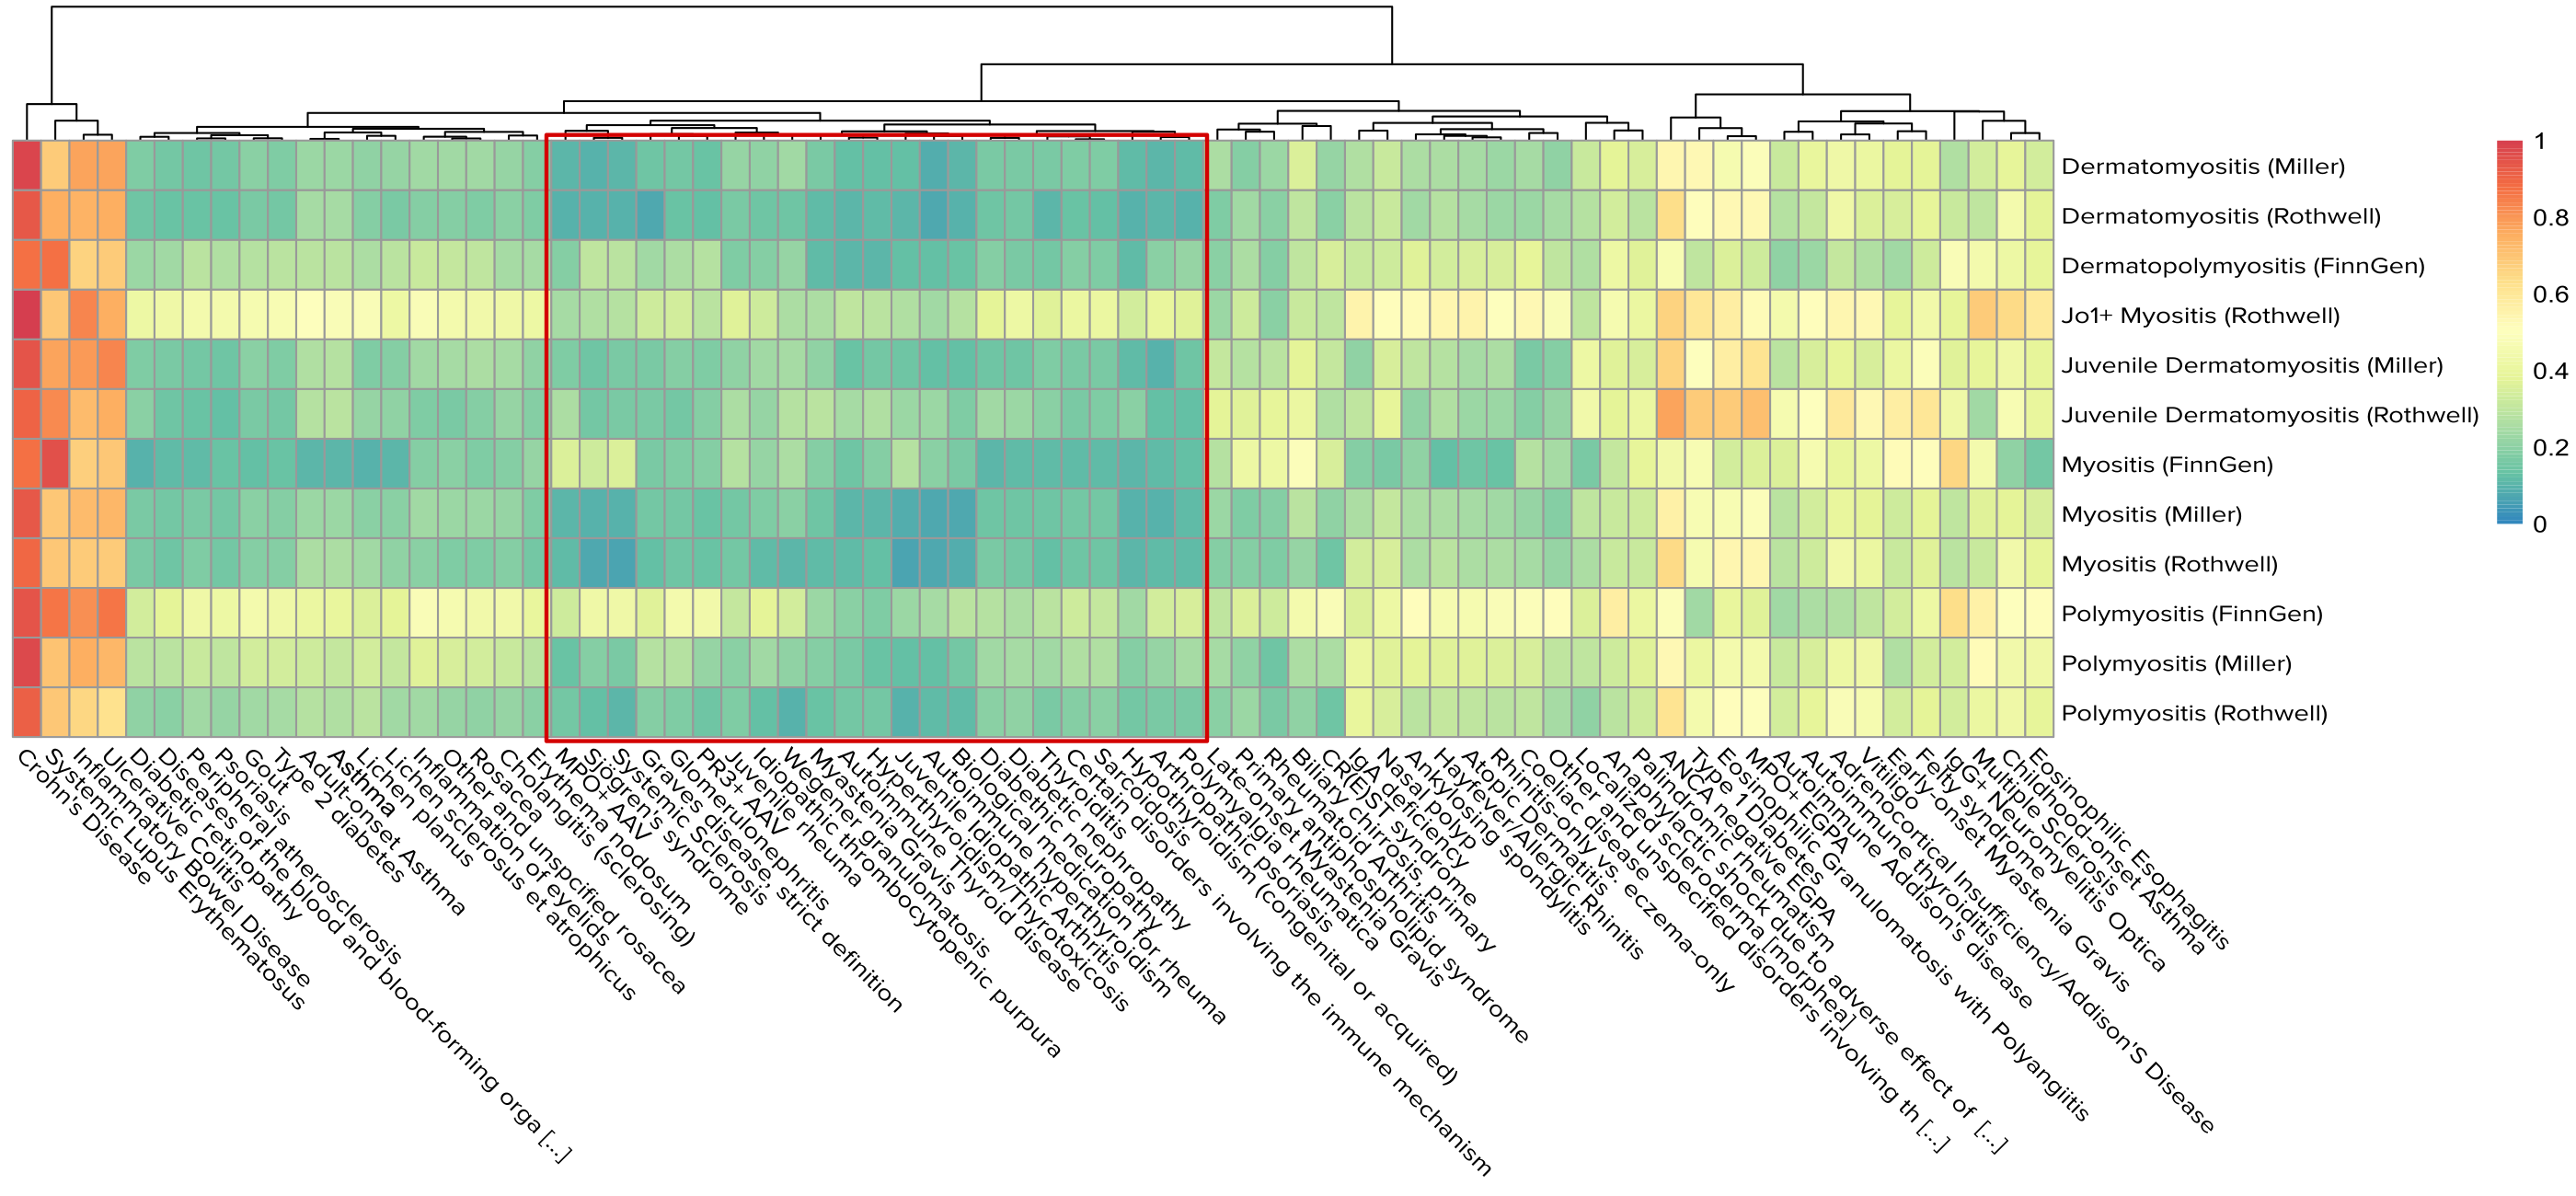 Dermatomyositis (Miller)
Dermatomyositis (Rothwell)
Dermatopolymyositis (FinnGen)
Jo1+ Myositis (Rothwell)
Juvenile Dermatomyositis (Miller)
Juvenile Dermatomyositis (Rothwell)
Myositis (FinnGen)
Myositis (Miller)
Myositis (Rothwell)
Polymyositis (FinnGen)
Polymyositis (Miller)
Polymyositis (Rothwell)
1
0.8
0.6
0.4
0.2
0
Crohn's Disease
Systemic Lupus Erythematosus
Inflammatory Bowel Disease
Ulcerative Colitis
Diabetic retinopathy
Diseases of the blood and blood-forming orga [...]
Peripheral atherosclerosis
Psoriasis
Gout
Type 2 diabetes
Adult-onset Asthma
Asthma
Lichen planus
Lichen sclerosus et atrophicus
Inflammation of eyelids
Other and unspcified rosacea
Rosacea
Cholangitis (sclerosing)
Erythema nodosum
MPO+ AAV
Sjögren's syndrome
Systemic Sclerosis
Graves disease, strict definition
Glomerulonephritis
PR3+ AAV
Juvenile rheuma
Idiopathic thrombocytopenic purpura
Wegener granulomatosis
Myasthenia Gravis
Autoimmune Thyroid disease
Hyperthyroidism/Thyrotoxicosis
Juvenile Idiopathic Arthritis
Autoimmune hyperthyroidism
Biological medication for rheuma
Diabetic neuropathy
Diabetic nephropathy
Thyroiditis
Certain disorders involving the immune mechanism
Sarcoidosis
Hypothyroidism (congenital or acquired)
Arthropathic psoriasis
Polymyalgia rheumatica
Late-onset Myastenia Gravis
Primary antiphospholipid syndrome
Rheumatoid Arthritis
Biliary chirrosis, primary
CR(E)ST syndrome
IgA deficiency
Nasal polyp
Ankylosing spondylitis
Hayfever/Allergic Rhinitis
Atopic Dermatitis
Rhinitis-only vs. eczema-only
Coeliac disease
Other and unspecified disorders involving th [...]
Localized scleroderma [morphea]
Anaphylactic shock due to adverse effect of [...]
Palindromic rheumatism
ANCA negative EGPA
Type 1 Diabetes
Eosinophilic Granulomatosis with Polyangiitis
MPO+ EGPA
Autoimmune Addison's disease
Autoimmune thyroiditis
Adrenocortical Insufficiency/Addison'S Disease
Vitiligo
Early-onset Myastenia Gravis
Felty syndrome
IgG+ Neuromyelitis Optica
Multiple Sclerosis
Childhood-onset Asthma
Eosinophilic Esophagitis